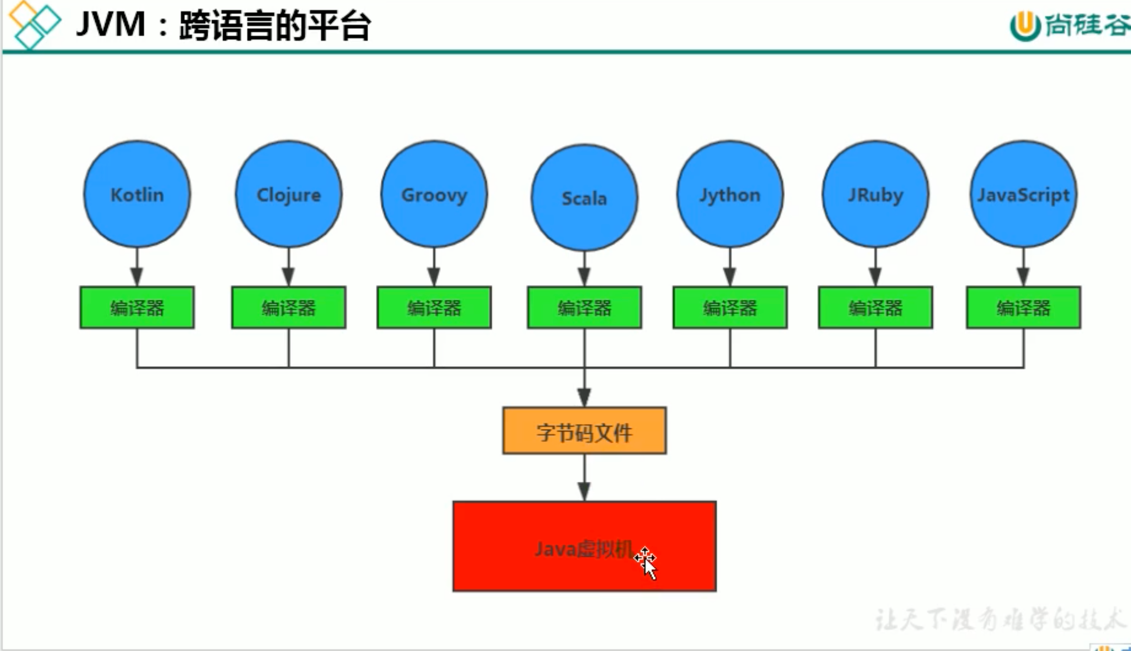 JVM：跨语言的平台
尚硅谷
Kotlin
Clojure
Groovy
Scala
Jython
JRuby
JavaScript
编译器
编译器
编译器
编译器
编译器
编译器
编译器
字节码文件
Java虚拟机
让天下没有难学的技术